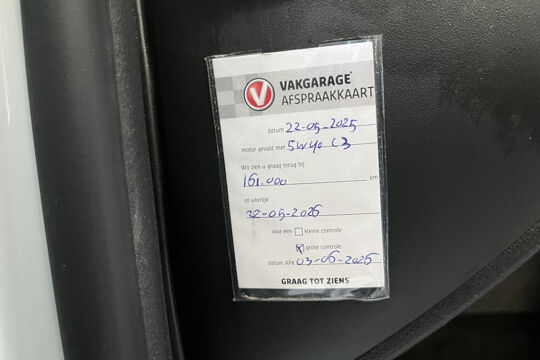 V VAKGARAGE
AFSPRAAKKAART
datum 22-05-2025
motor gevuld met 5W40 C3
Wij zien u graag terug bij
161.000 km
of uiterlijk
22-05-2026
voor een kleine controle
grote controle
datum APK 03-06-2026
GRAAG TOT ZIENS